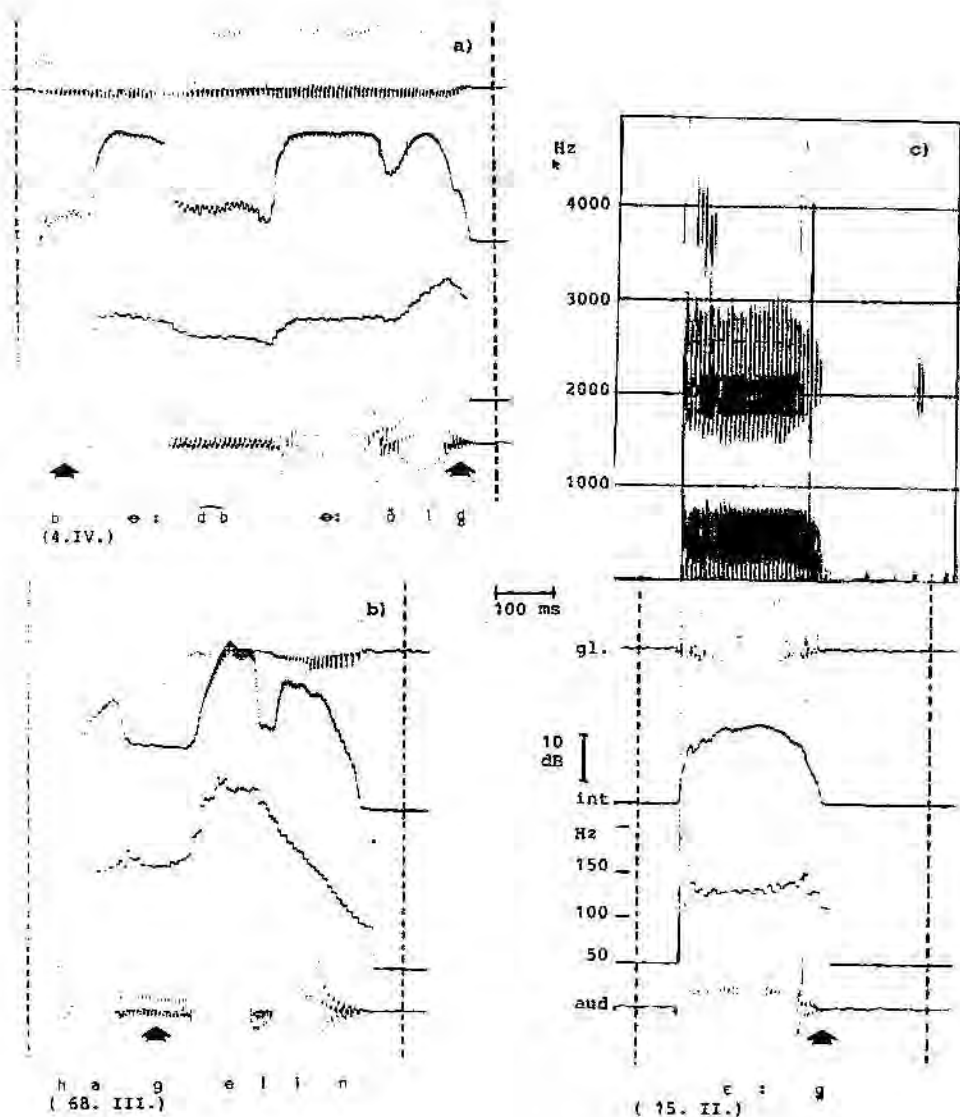 a)
b ɵ : d͡b ɵ: ð i g
(4.IV.)
b)
h a g e l i n
( 68. III.)
c)
Hz
4000
3000
2000
1000
100 ms
gl.
10
dB
int
Hz
150
100
50
aud.
ɛ : g
( 75. II.)